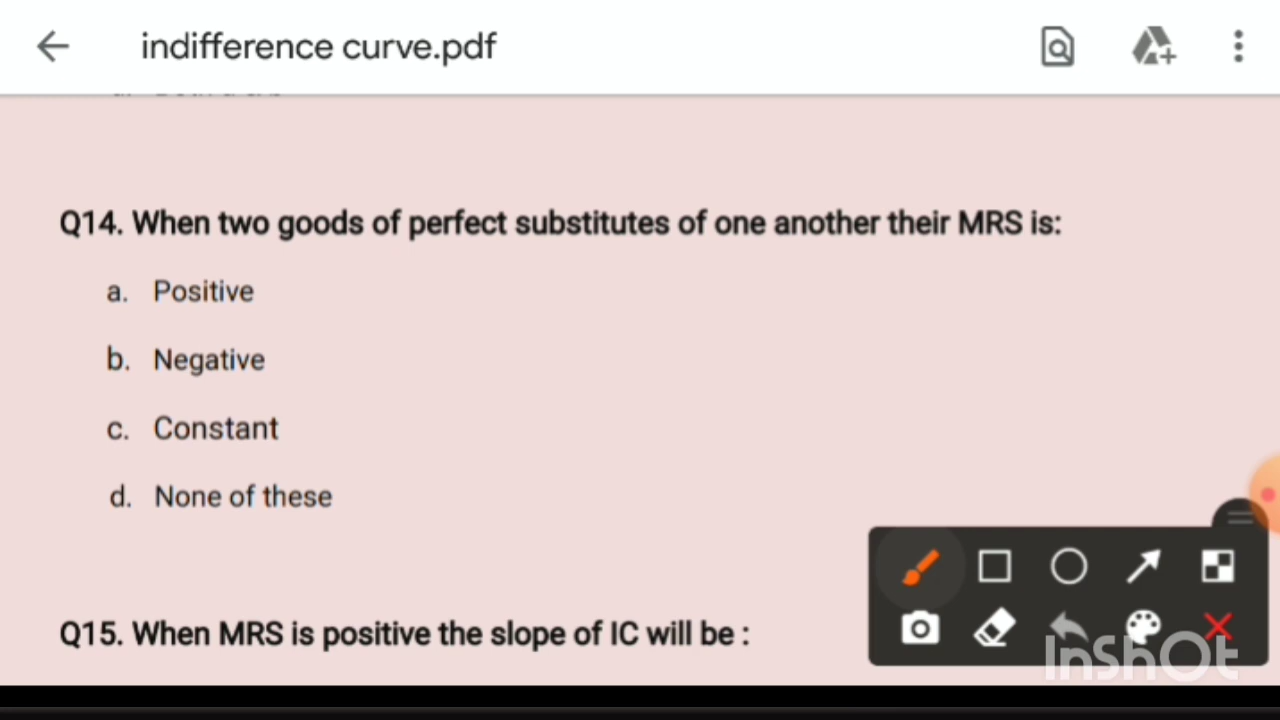 indifference curve.pdf
Q14. When two goods of perfect substitutes of one another their MRS is:
a. Positive
b. Negative
c. Constant
d. None of these
Q15. When MRS is positive the slope of IC will be :
InShOt